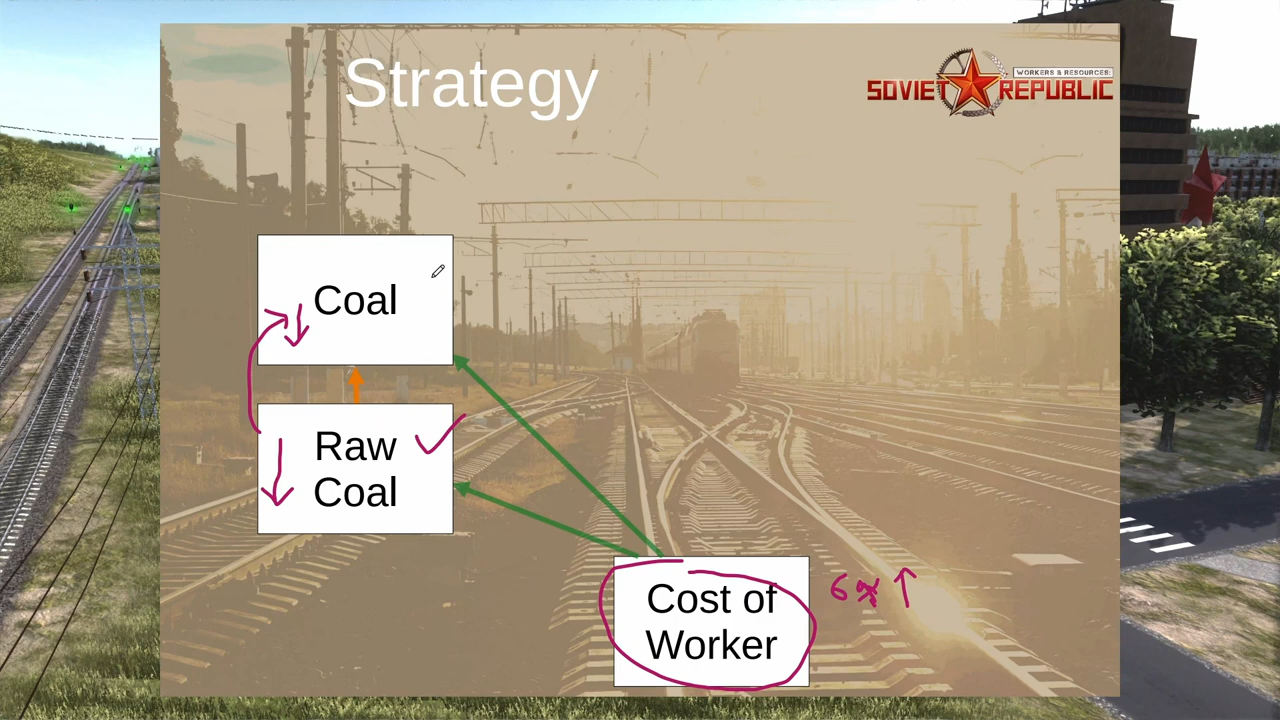 Strategy
WORKERS & RESOURCES:
SOVIET REPUBLIC
Coal
Raw
Coal
Cost of
Worker